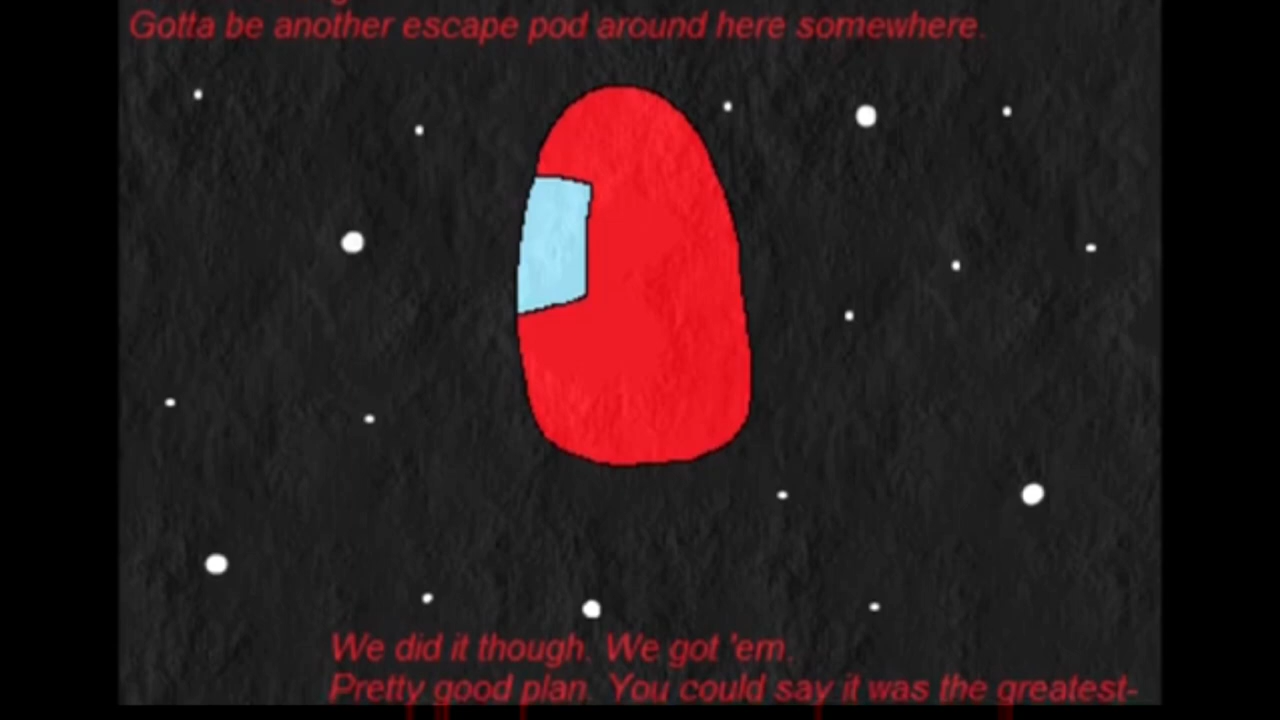 Gotta be another escape pod around here somewhere.
We did it though. We got 'em.
Pretty good plan. You could say it was the greatest-